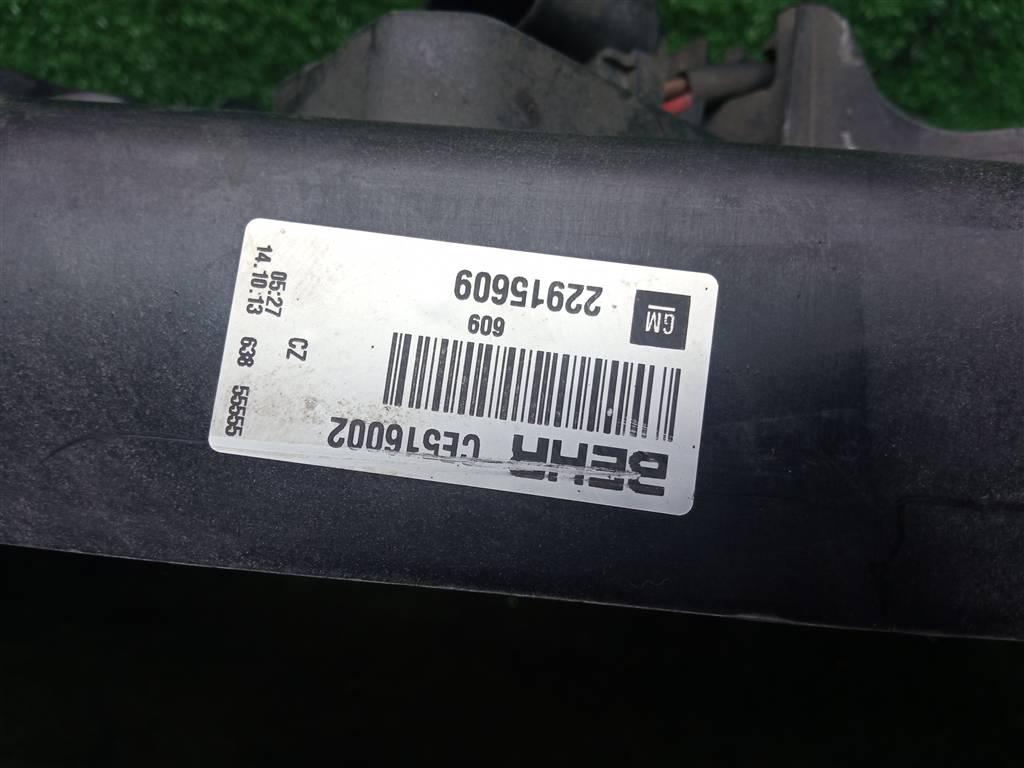 BEHR CE516002
609
GM 22915609
CZ
638 55555
14.10.13 05:27